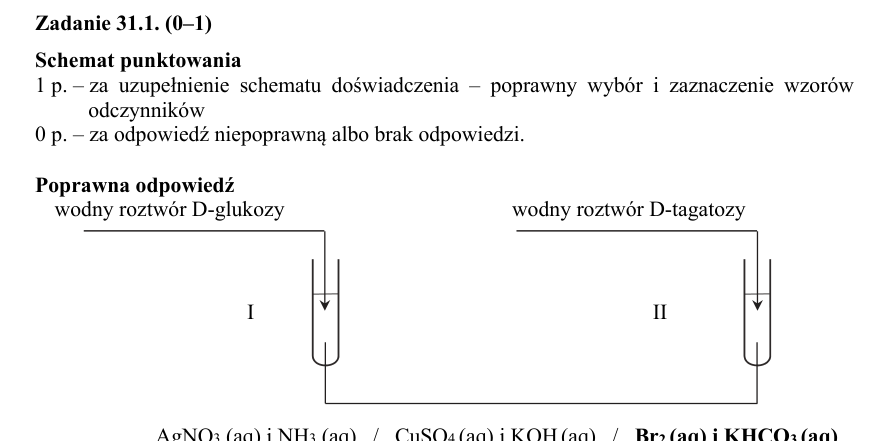 Zadanie 31.1. (0–1)
Schemat punktowania
1 p. – za uzupełnienie schematu doświadczenia – poprawny wybór i zaznaczenie wzorów
odczynników
0 p. – za odpowiedź niepoprawną albo brak odpowiedzi.
Poprawna odpowiedź
wodny roztwór D-glukozy wodny roztwór D-tagatozy
I II
AgNO₃ (aq) i NH₃ (aq) / CuSO₄ (aq) i KOH (aq) / Br₂ (aq) i KHCO₃ (aq)